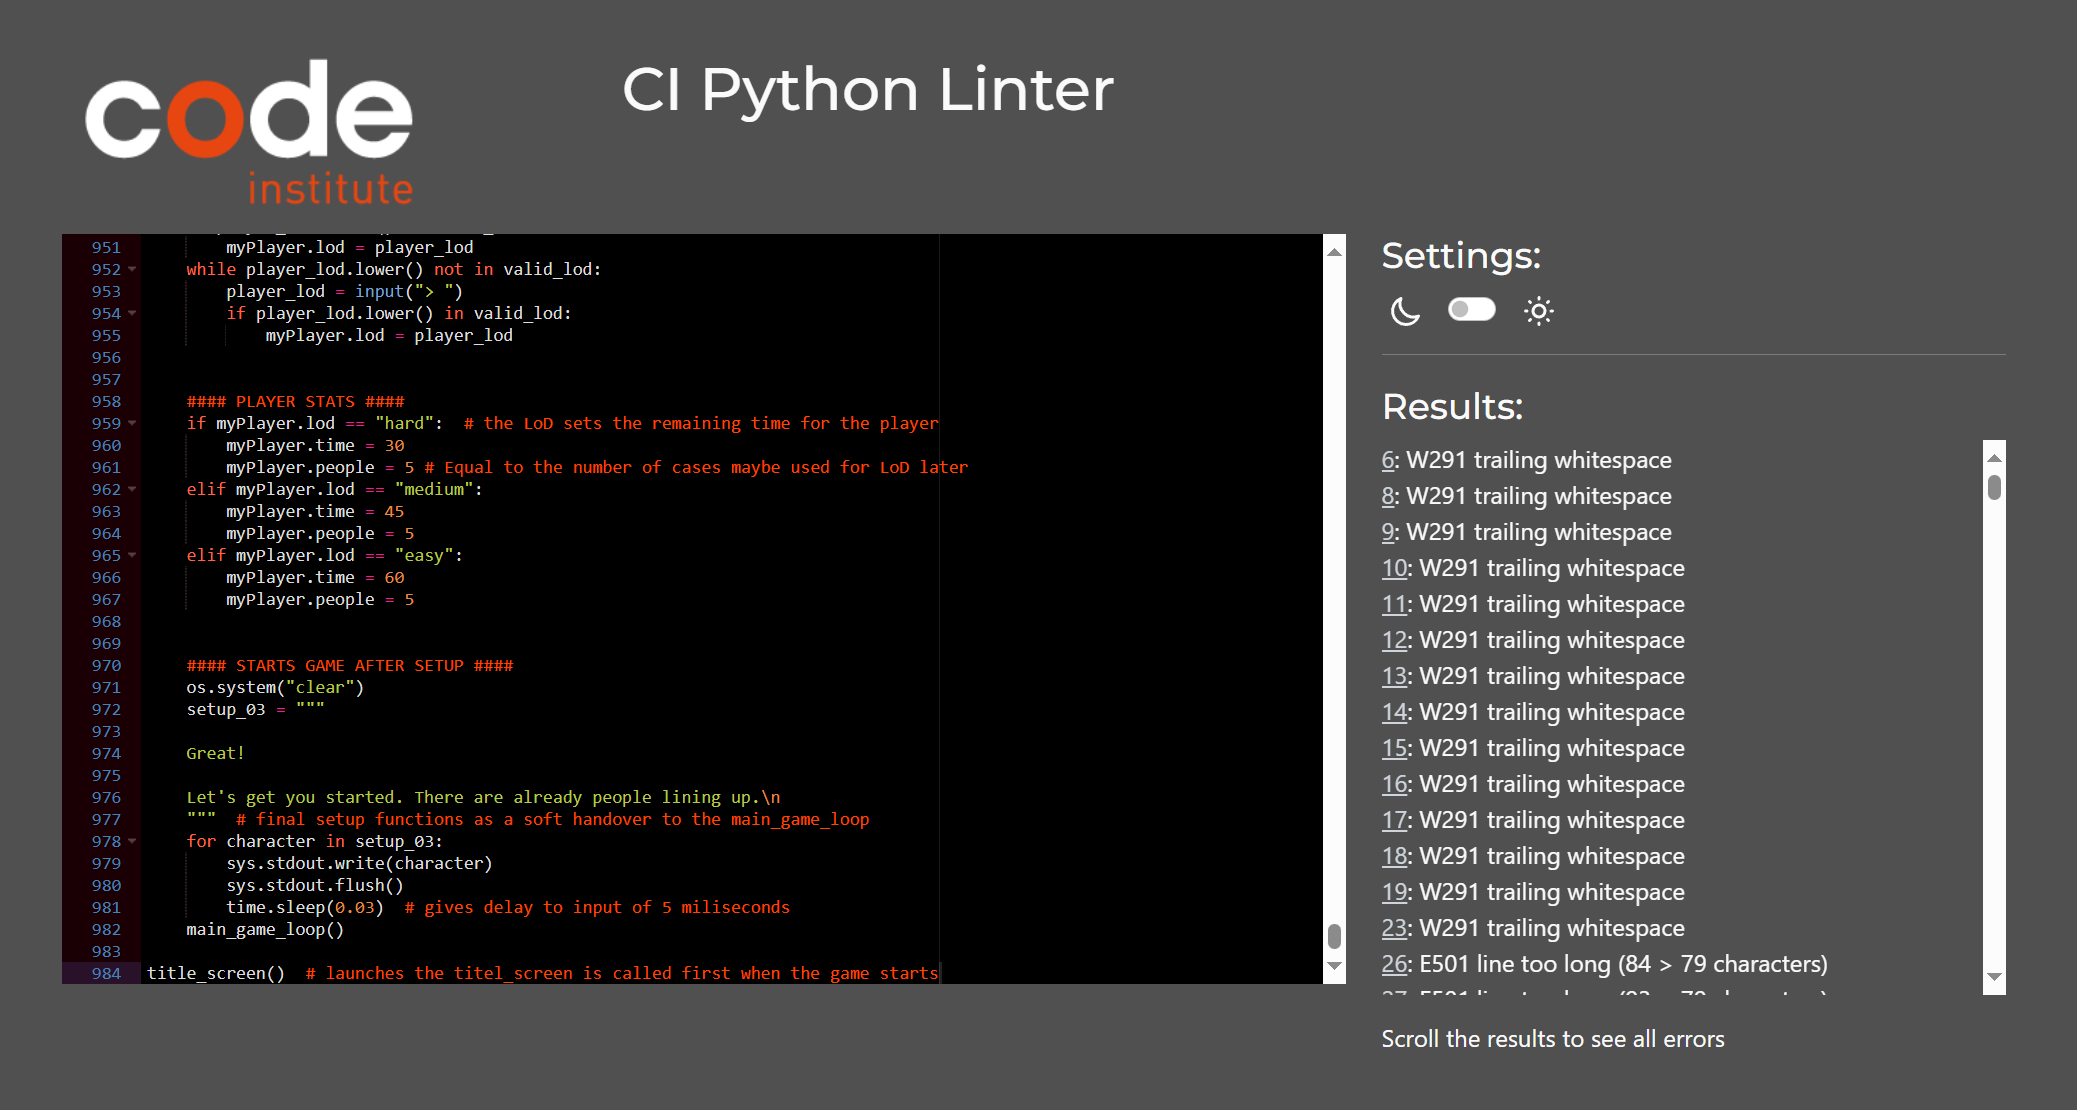 code
institute
CI Python Linter
951 myPlayer.lod = player_lod
952 while player_lod.lower() not in valid_lod:
953 player_lod = input("> ")
954 if player_lod.lower() in valid_lod:
955 myPlayer.lod = player_lod
956
957
958 #### PLAYER STATS ####
959 if myPlayer.lod == "hard":  # the LoD sets the remaining time for the player
960 myPlayer.time = 30
961 myPlayer.people = 5 # Equal to the number of cases maybe used for LoD later
962 elif myPlayer.lod == "medium":
963 myPlayer.time = 45
964 myPlayer.people = 5
965 elif myPlayer.lod == "easy":
966 myPlayer.time = 60
967 myPlayer.people = 5
968
969
970 #### STARTS GAME AFTER SETUP ####
971 os.system("clear")
972 setup_03 = """
973
974 Great!
975
976 Let's get you started. There are already people lining up.\n
977 """  # final setup functions as a soft handover to the main_game_loop
978 for character in setup_03:
979 sys.stdout.write(character)
980 sys.stdout.flush()
981 time.sleep(0.03)  # gives delay to input of 5 miliseconds
982 main_game_loop()
983
984 title_screen()  # launches the titel_screen is called first when the game starts
Settings:
Results:
6: W291 trailing whitespace
8: W291 trailing whitespace
9: W291 trailing whitespace
10: W291 trailing whitespace
11: W291 trailing whitespace
12: W291 trailing whitespace
13: W291 trailing whitespace
14: W291 trailing whitespace
15: W291 trailing whitespace
16: W291 trailing whitespace
17: W291 trailing whitespace
18: W291 trailing whitespace
19: W291 trailing whitespace
23: W291 trailing whitespace
26: E501 line too long (84 > 79 characters)
Scroll the results to see all errors